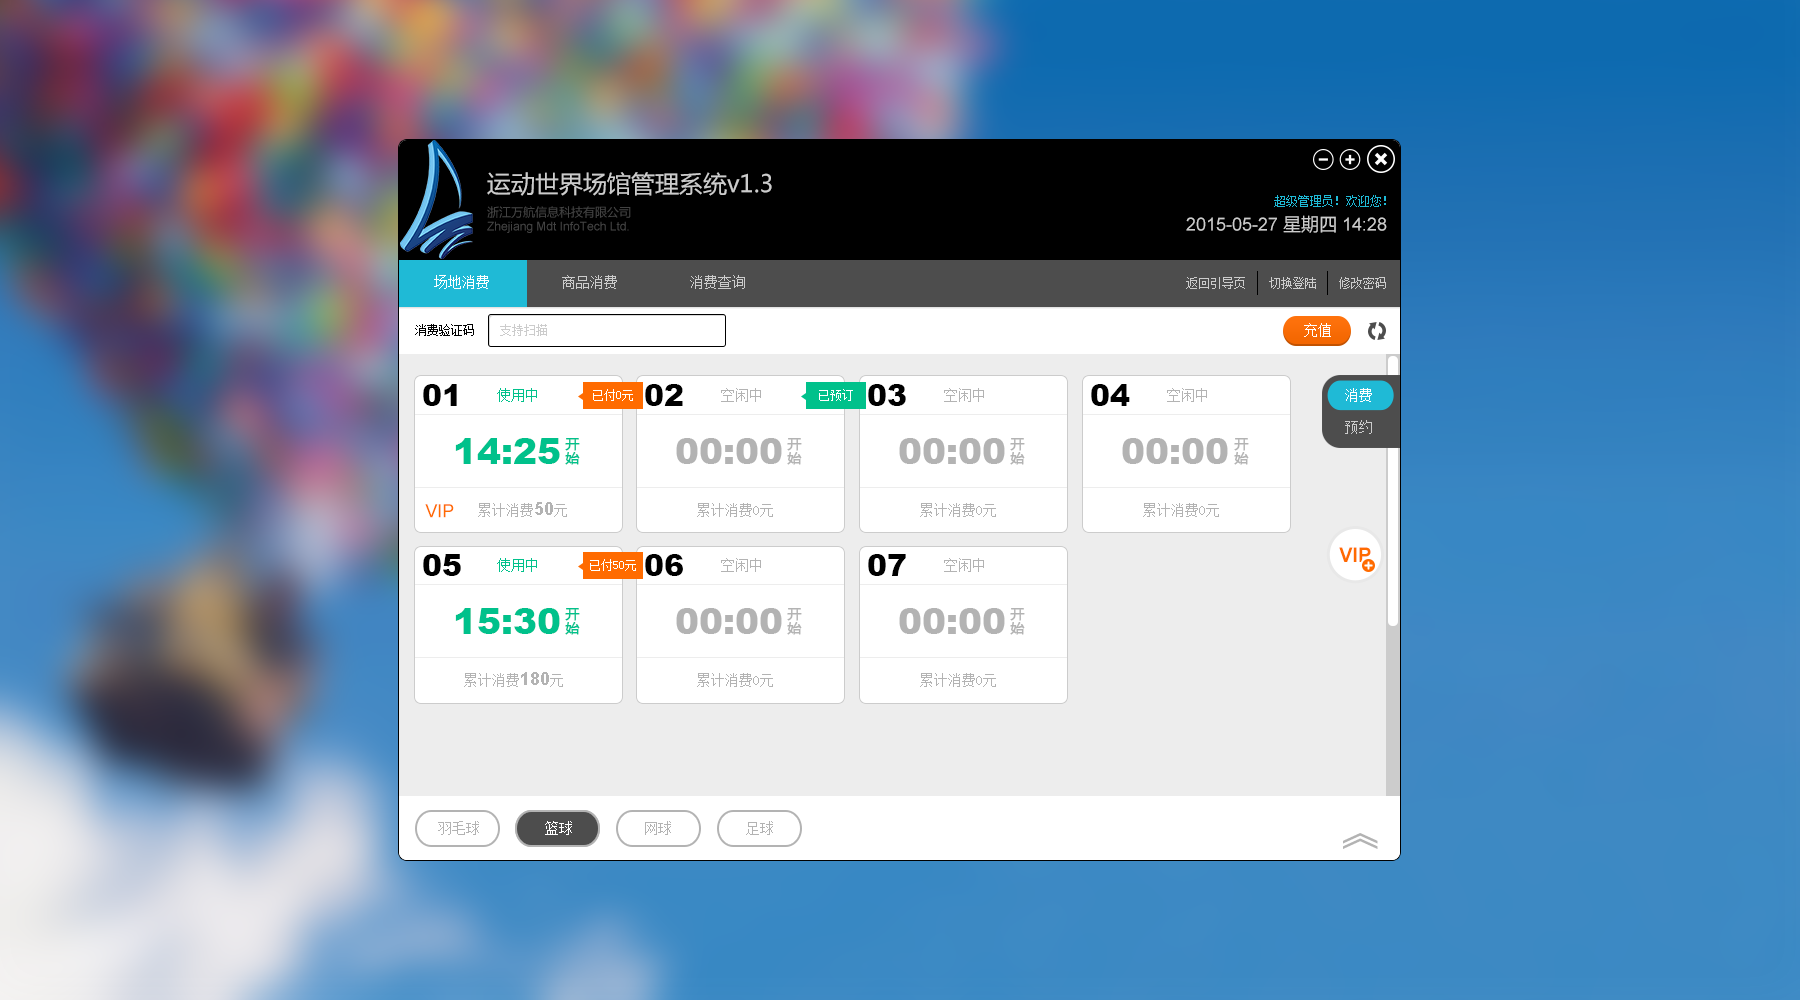 运动世界场馆管理系统v1.3
浙江万航信息科技有限公司
Zhejiang Mdt InfoTech Ltd.
超级管理员！欢迎您！
2015-05-27 星期四 14:28
场地消费 商品消费 消费查询 返回引导页 切换登陆 修改密码
消费验证码 支持扫描 充值
01 使用中 已付0元
14:25 开始
VIP 累计消费50元
02 空闲中 已预订
00:00 开始
累计消费0元
03 空闲中
00:00 开始
累计消费0元
04 空闲中
00:00 开始
累计消费0元
消费
预约
VIP
05 使用中 已付50元
15:30 开始
累计消费180元
06 空闲中
00:00 开始
累计消费0元
07 空闲中
00:00 开始
累计消费0元
羽毛球 篮球 网球 足球